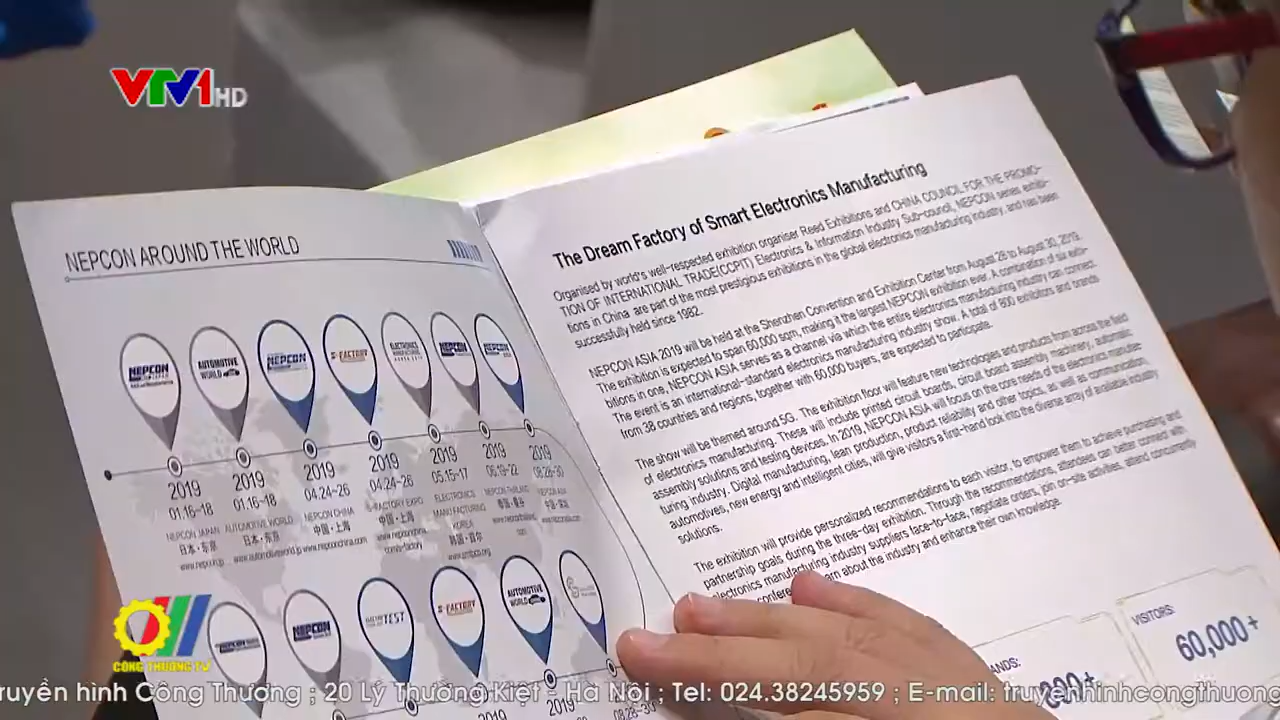 VTV1 HD
NEPCON AROUND THE WORLD
NEPCON
AUTOMOTIVE
WORLD
NEPCON
S-FACTORY
ELECTRONICS
MANUFACTURING
NEPCON
NEPCON
2019
01.16-18
NEPCON JAPAN
日本·东京
2019
01.16-18
AUTOMOTIVE WORLD
日本·东京
www.automotiveworld.jp
2019
04.24-26
NEPCON CHINA
中国·上海
www.nepconchina.com
2019
04.24-26
S-FACTORY EXPO
中国·上海
2019
05.15-17
ELECTRONICS
MANUFACTURING
KOREA
韩国·首尔
2019
06.19-22
NEPCON THAILAND
泰国·曼谷
2019
08.28-30
NEPCON ASIA
NEPCON
TEST
S-FACTORY
AUTOMOTIVE
WORLD
2019
2019
08.28-30
The Dream Factory of Smart Electronics Manufacturing
Organised by world's well-respected exhibition organiser Reed Exhibitions and CHINA COUNCIL FOR THE PROMO-
TION OF INTERNATIONAL TRADE(CCPIT) Electronics & Information Industry Sub-council, NEPCON series exhibi-
tions in China are part of the most prestigious exhibitions in the global electronics manufacturing industry, and has been
successfully held since 1982.
NEPCON ASIA 2019 will be held at the Shenzhen Convention and Exhibition Center from August 28 to August 30, 2019.
The exhibition is expected to span 60,000 sqm, making it the largest NEPCON exhibition ever. A combination of six exhi-
bitions in one, NEPCON ASIA serves as a channel via which the entire electronics manufacturing industry can connect.
The event is an international-standard electronics manufacturing industry show. A total of 800 exhibitors and brands
from 38 countries and regions, together with 60,000 buyers, are expected to participate.
The show will be themed around 5G. The exhibition floor will feature new technologies and products from across the field
of electronics manufacturing. These will include printed circuit boards, circuit board assembly machinery, automatic
assembly solutions and testing devices. In 2019, NEPCON ASIA will focus on the core needs of the electronic manufac-
turing industry. Digital manufacturing, lean production, product reliability and other topics, as well as communication,
automotives, new energy and intelligent cities, will give visitors a first-hand look into the diverse array of available industry
solutions.
The exhibition will provide personalized recommendations to each visitor, to empower them to achieve purchasing and
partnership goals during the three-day exhibition. Through the recommendations, attendees can better connect with
electronics manufacturing industry suppliers face-to-face, negotiate orders, join on-site activities, attend concurrently
about the industry and enhance their own knowledge.
VISITORS:
60,000+
CÔNG THƯƠNG TV
truyền hình Công Thương ; 20 Lý Thường Kiệt - Hà Nội ; Tel: 024.38245959 ; E-mail: truyenhinhcongthuong